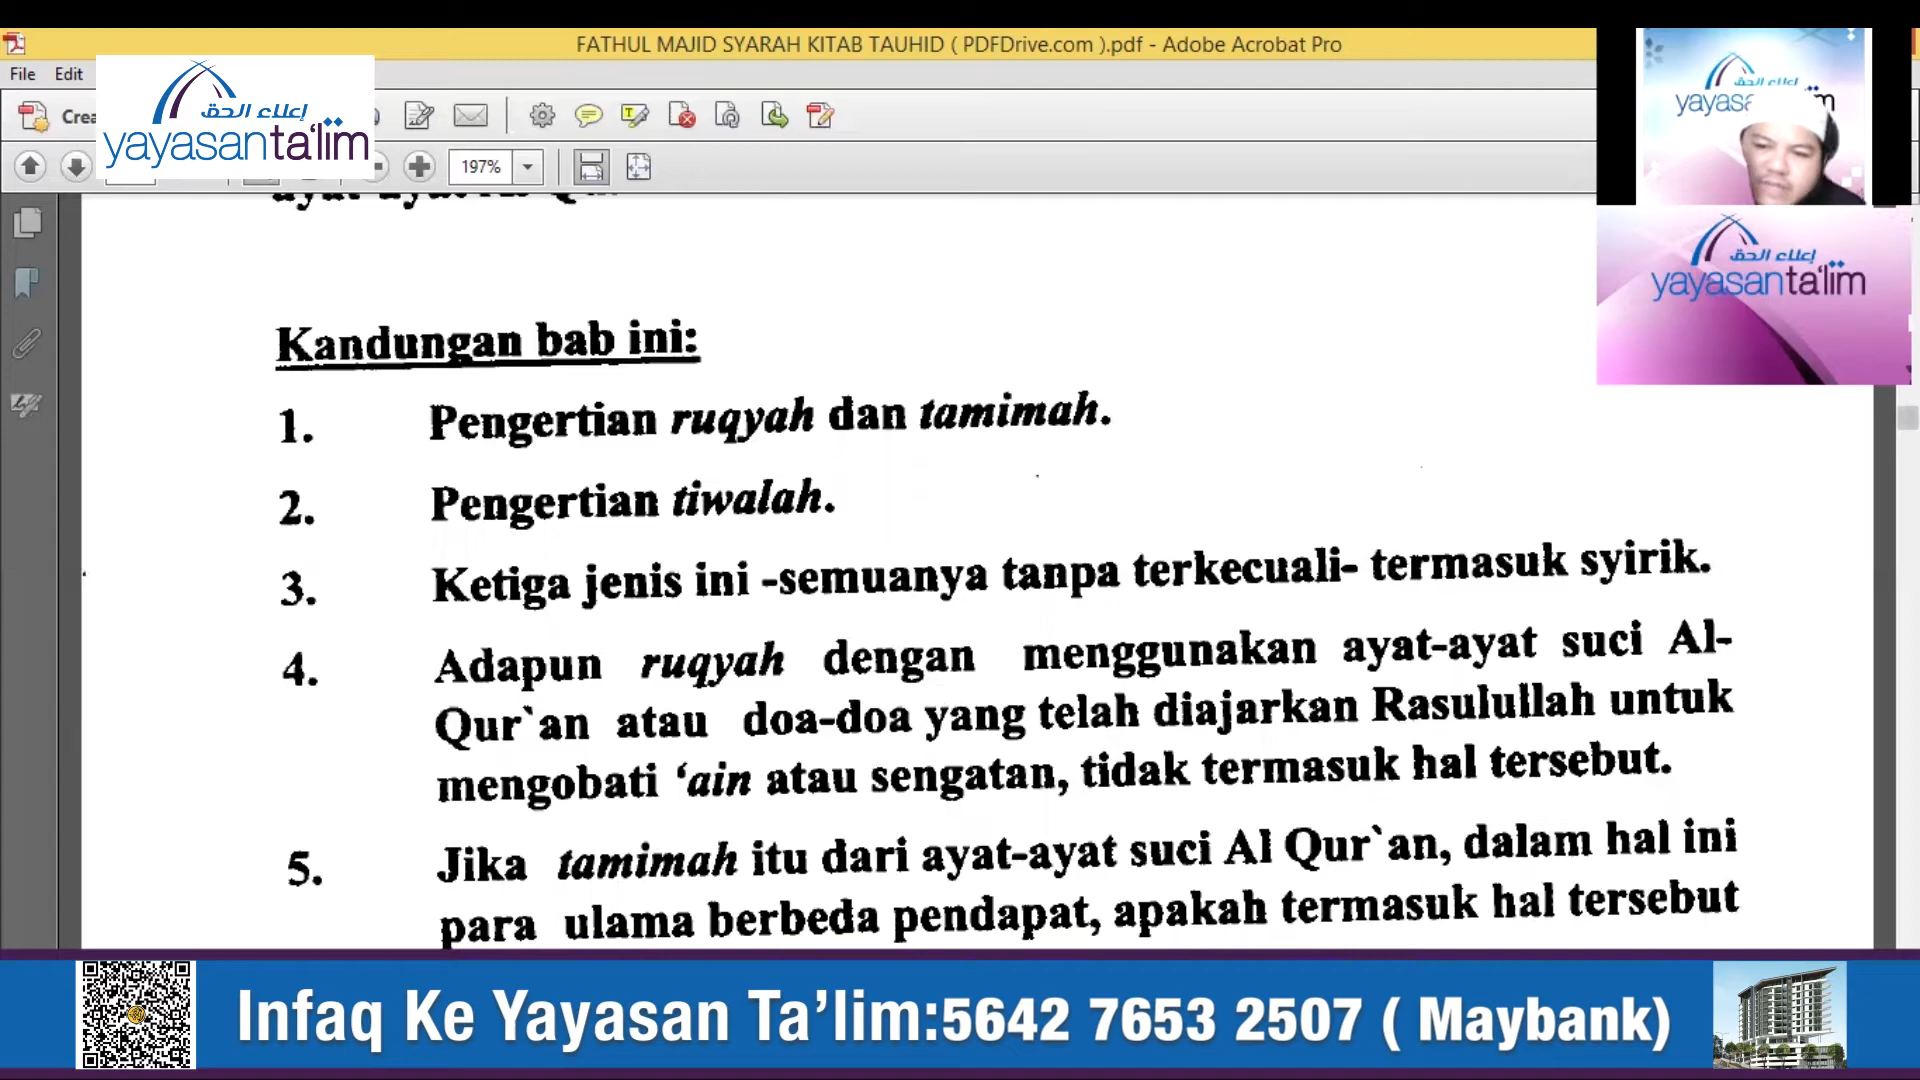 FATHUL MAJID SYARAH KITAB TAUHID ( PDFDrive.com ).pdf - Adobe Acrobat Pro
File Edit
Crea
إعلاء الحق
yayasanta'lim
197%
إعلاء الحق
إعلاء الحق
yayasanta'lim
Kandungan bab ini:
1. Pengertian ruqyah dan tamimah.
2. Pengertian tiwalah.
3. Ketiga jenis ini -semuanya tanpa terkecuali- termasuk syirik.
4. Adapun ruqyah dengan menggunakan ayat-ayat suci Al-
Qur`an atau doa-doa yang telah diajarkan Rasulullah untuk
mengobati ‘ain atau sengatan, tidak termasuk hal tersebut.
5. Jika tamimah itu dari ayat-ayat suci Al Qur`an, dalam hal ini
para ulama berbeda pendapat, apakah termasuk hal tersebut
Infaq Ke Yayasan Ta’lim:5642 7653 2507 ( Maybank)